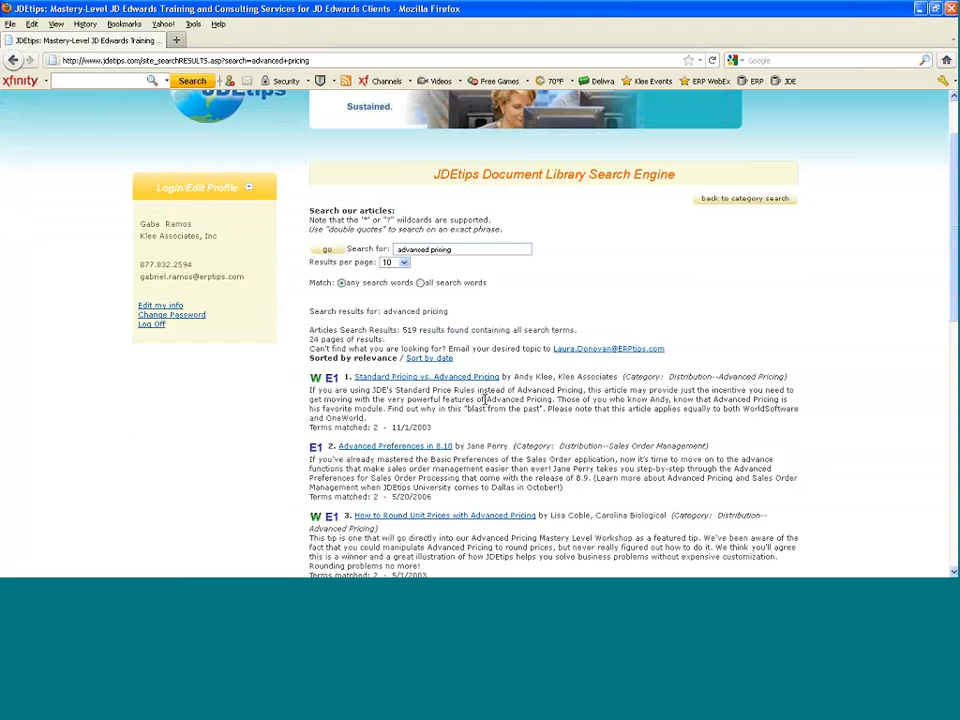 JDEtips: Mastery-Level JD Edwards Training and Consulting Services for JD Edwards Clients - Mozilla Firefox
File Edit View History Bookmarks Yahoo! Tools Help
JDEtips: Mastery-Level JD Edwards Training ...
http://www.jdetips.com/site_searchRESULTS.asp?search=advanced+pricing
Google
xfinity Search Security Channels Videos Free Games 70°F Delivra Klee Events ERP WebEx ERP JDE
JDEtips
Sustained.
JDEtips Document Library Search Engine
back to category search
Login/Edit Profile
Gabe Ramos
Klee Associates, Inc
877.832.2594
gabriel.ramos@erptips.com
Edit my info
Change Password
Log Off
Search our articles:
Note that the '*' or '?' wildcards are supported.
Use "double quotes" to search on an exact phrase.
go Search for: advanced pricing
Results per page: 10
Match: any search words all search words
Search results for: advanced pricing
Articles Search Results: 519 results found containing all search terms.
24 pages of results.
Can't find what you are looking for? Email your desired topic to Laura.Donovan@ERPtips.com
Sorted by relevance / Sort by date
W E1 1. Standard Pricing vs. Advanced Pricing by Andy Klee, Klee Associates (Category: Distribution--Advanced Pricing)
If you are using JDE's Standard Price Rules instead of Advanced Pricing, this article may provide just the incentive you need to
get moving with the very powerful features of Advanced Pricing. Those of you who know Andy, know that Advanced Pricing is
his favorite module. Find out why in this "blast from the past". Please note that this article applies equally to both WorldSoftware
and OneWorld.
Terms matched: 2 - 11/1/2003
E1 2. Advanced Preferences in 8.10 by Jane Perry (Category: Distribution--Sales Order Management)
If you've already mastered the Basic Preferences of the Sales Order application, now it's time to move on to the advance
functions that make sales order management easier than ever! Jane Perry takes you step-by-step through the Advanced
Preferences for Sales Order Processing that come with the release of 8.9. (Learn more about Advanced Pricing and Sales Order
Management when JDEtips University comes to Dallas in October!)
Terms matched: 2 - 5/20/2006
W E1 3. How to Round Unit Prices with Advanced Pricing by Lisa Coble, Carolina Biological (Category: Distribution--
Advanced Pricing)
This tip is one that will go directly into our Advanced Pricing Mastery Level Workshop as a featured tip. We've been aware of the
fact that you could manipulate Advanced Pricing to round prices, but never really figured out how to do it. We think you'll agree
this is a winner and a great illustration of how JDEtips helps you solve business problems without expensive customization.
Rounding problems no more!
Terms matched: 2 - 5/1/2003